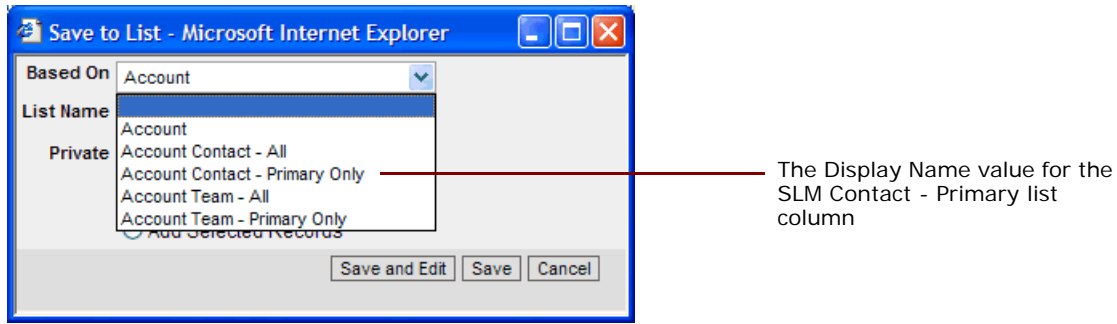 Save to List - Microsoft Internet Explorer
Based On Account
List Name
Account
Private Account Contact - All
Account Contact - Primary Only
Account Team - All
Account Team - Primary Only
Add Selected Records
Save and Edit Save Cancel
The Display Name value for the
SLM Contact - Primary list
column